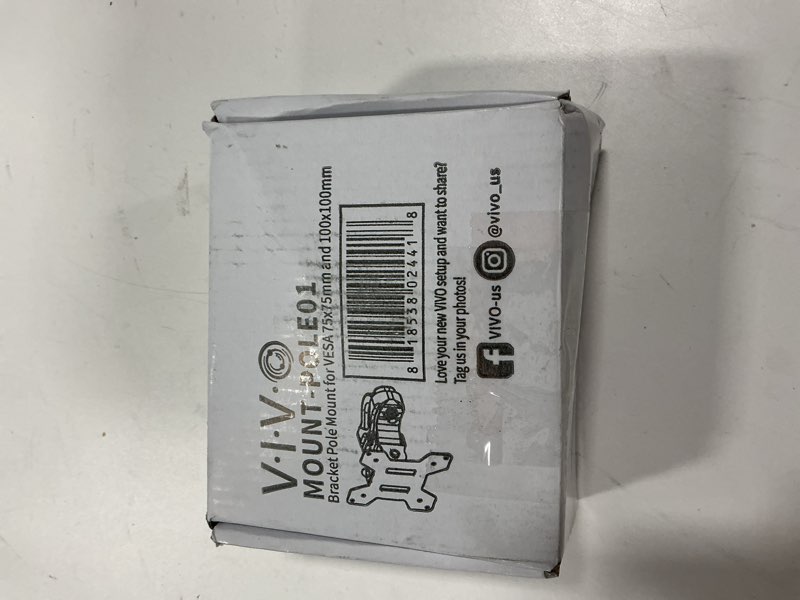 V·I·V·O
MOUNT-POLE01
Bracket Pole Mount for VESA 75x75mm and 100x100mm
8 18538 02441 8
Love your new VIVO setup and want to share?
Tag us in your photos!
VIVO-us @vivo_us